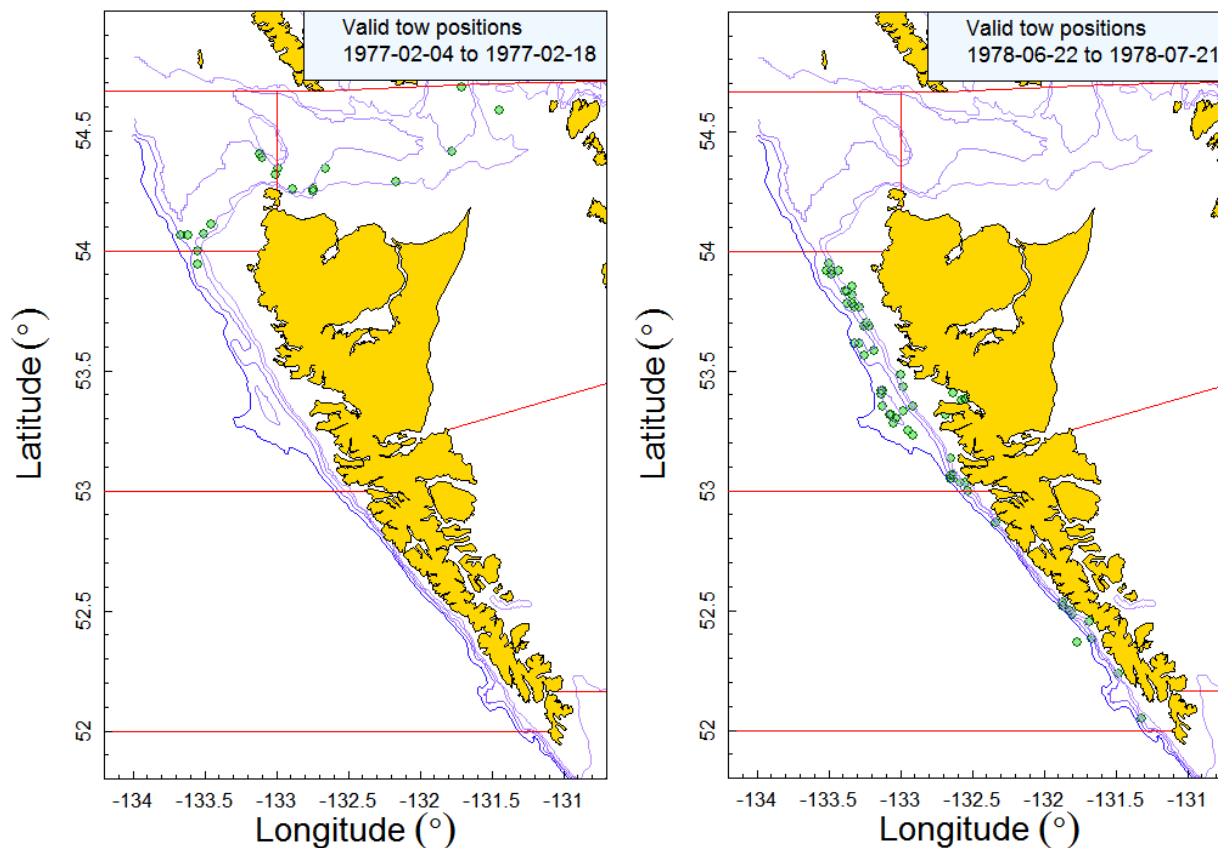 Valid tow positions
1977-02-04 to 1977-02-18
54.5
54
53.5
53
52.5
52
Latitude (°)
-134 -133.5 -133 -132.5 -132 -131.5 -131
Longitude (°)
Valid tow positions
1978-06-22 to 1978-07-21
54.5
54
53.5
53
52.5
52
Latitude (°)
-134 -133.5 -133 -132.5 -132 -131.5 -131
Longitude (°)